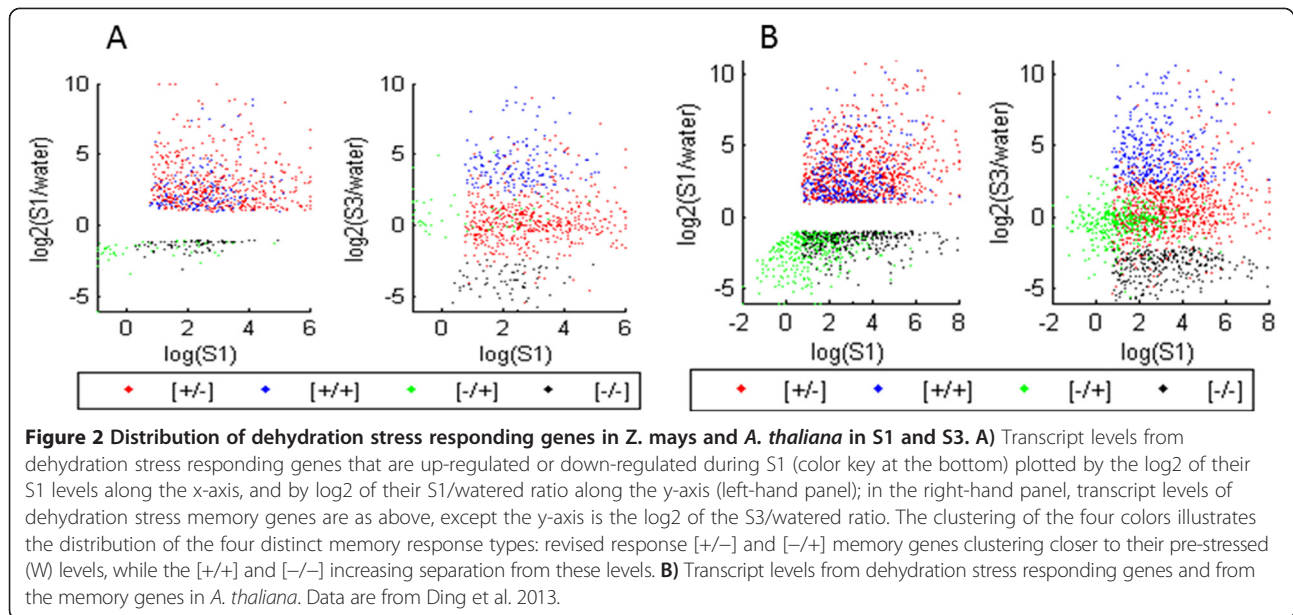 A
B
log2(S1/water)
10
5
0
-5
0 2 4 6
log(S1)
log2(S3/water)
10
5
0
-5
0 2 4 6
log(S1)
log2(S1/water)
10
5
0
-5
-2 0 2 4 6 8
log(S1)
log2(S3/water)
10
5
0
-5
-2 0 2 4 6 8
log(S1)
[+/-] [+/+] [-/+] [-/-]
[+/-] [+/+] [-/+] [-/-]
Figure 2 Distribution of dehydration stress responding genes in Z. mays and A. thaliana in S1 and S3. A) Transcript levels from
dehydration stress responding genes that are up-regulated or down-regulated during S1 (color key at the bottom) plotted by the log2 of their
S1 levels along the x-axis, and by log2 of their S1/watered ratio along the y-axis (left-hand panel); in the right-hand panel, transcript levels of
dehydration stress memory genes are as above, except the y-axis is the log2 of the S3/watered ratio. The clustering of the four colors illustrates
the distribution of the four distinct memory response types: revised response [+/−] and [−/+] memory genes clustering closer to their pre-stressed
(W) levels, while the [+/+] and [−/−] increasing separation from these levels. B) Transcript levels from dehydration stress responding genes and from
the memory genes in A. thaliana. Data are from Ding et al. 2013.